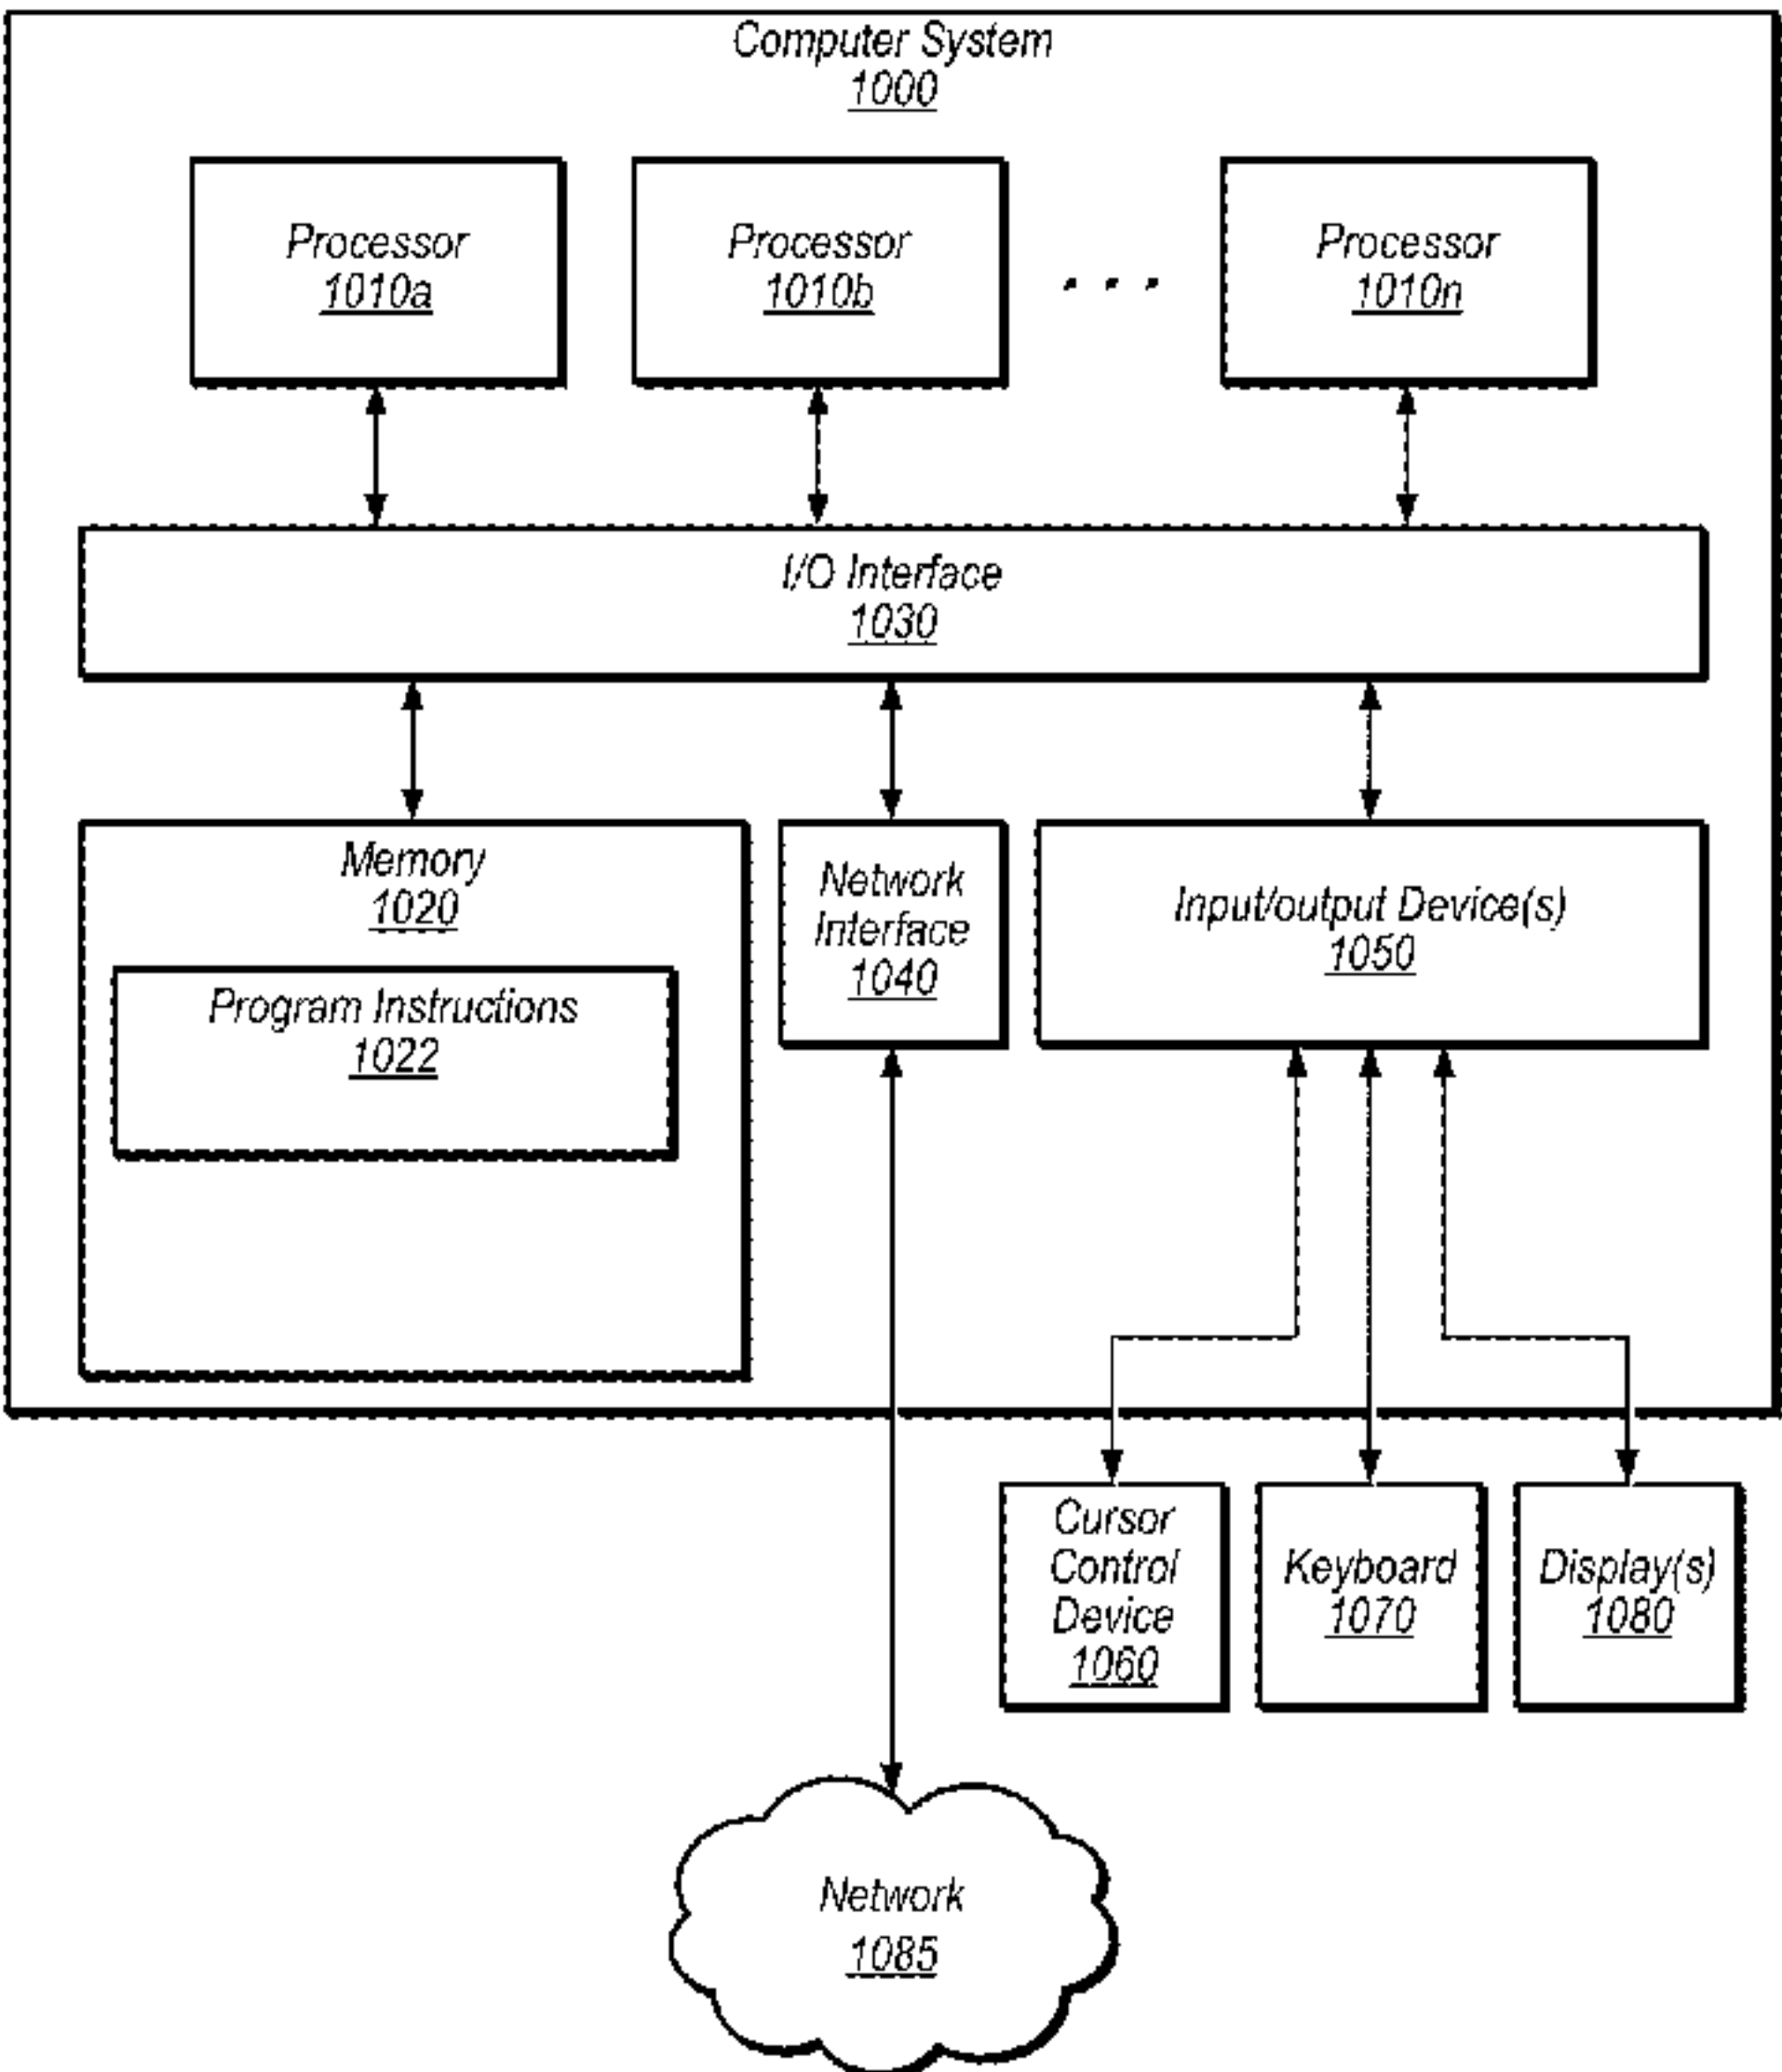 Computer System
1000
Processor
1010a
Processor
1010b
. . .
Processor
1010n
I/O Interface
1030
Memory
1020
Program Instructions
1022
Network
Interface
1040
Input/output Device(s)
1050
Cursor
Control
Device
1060
Keyboard
1070
Display(s)
1080
Network
1085